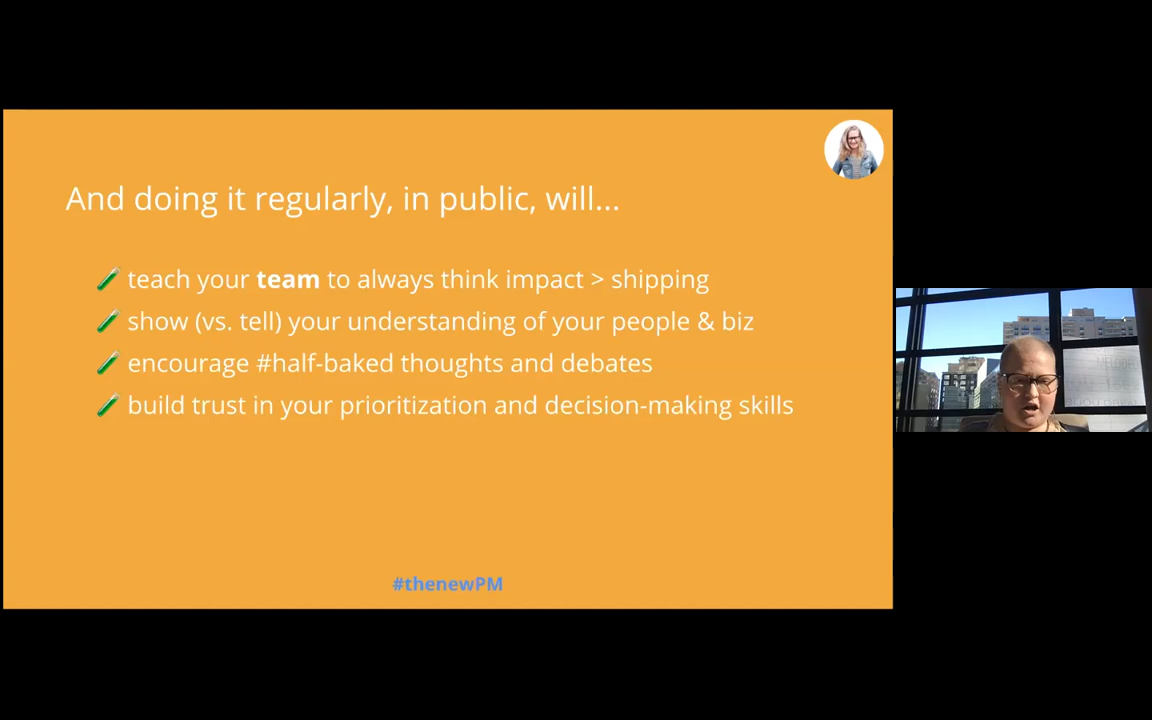 And doing it regularly, in public, will...
teach your team to always think impact > shipping
show (vs. tell) your understanding of your people & biz
encourage #half-baked thoughts and debates
build trust in your prioritization and decision-making skills
#thenewPM